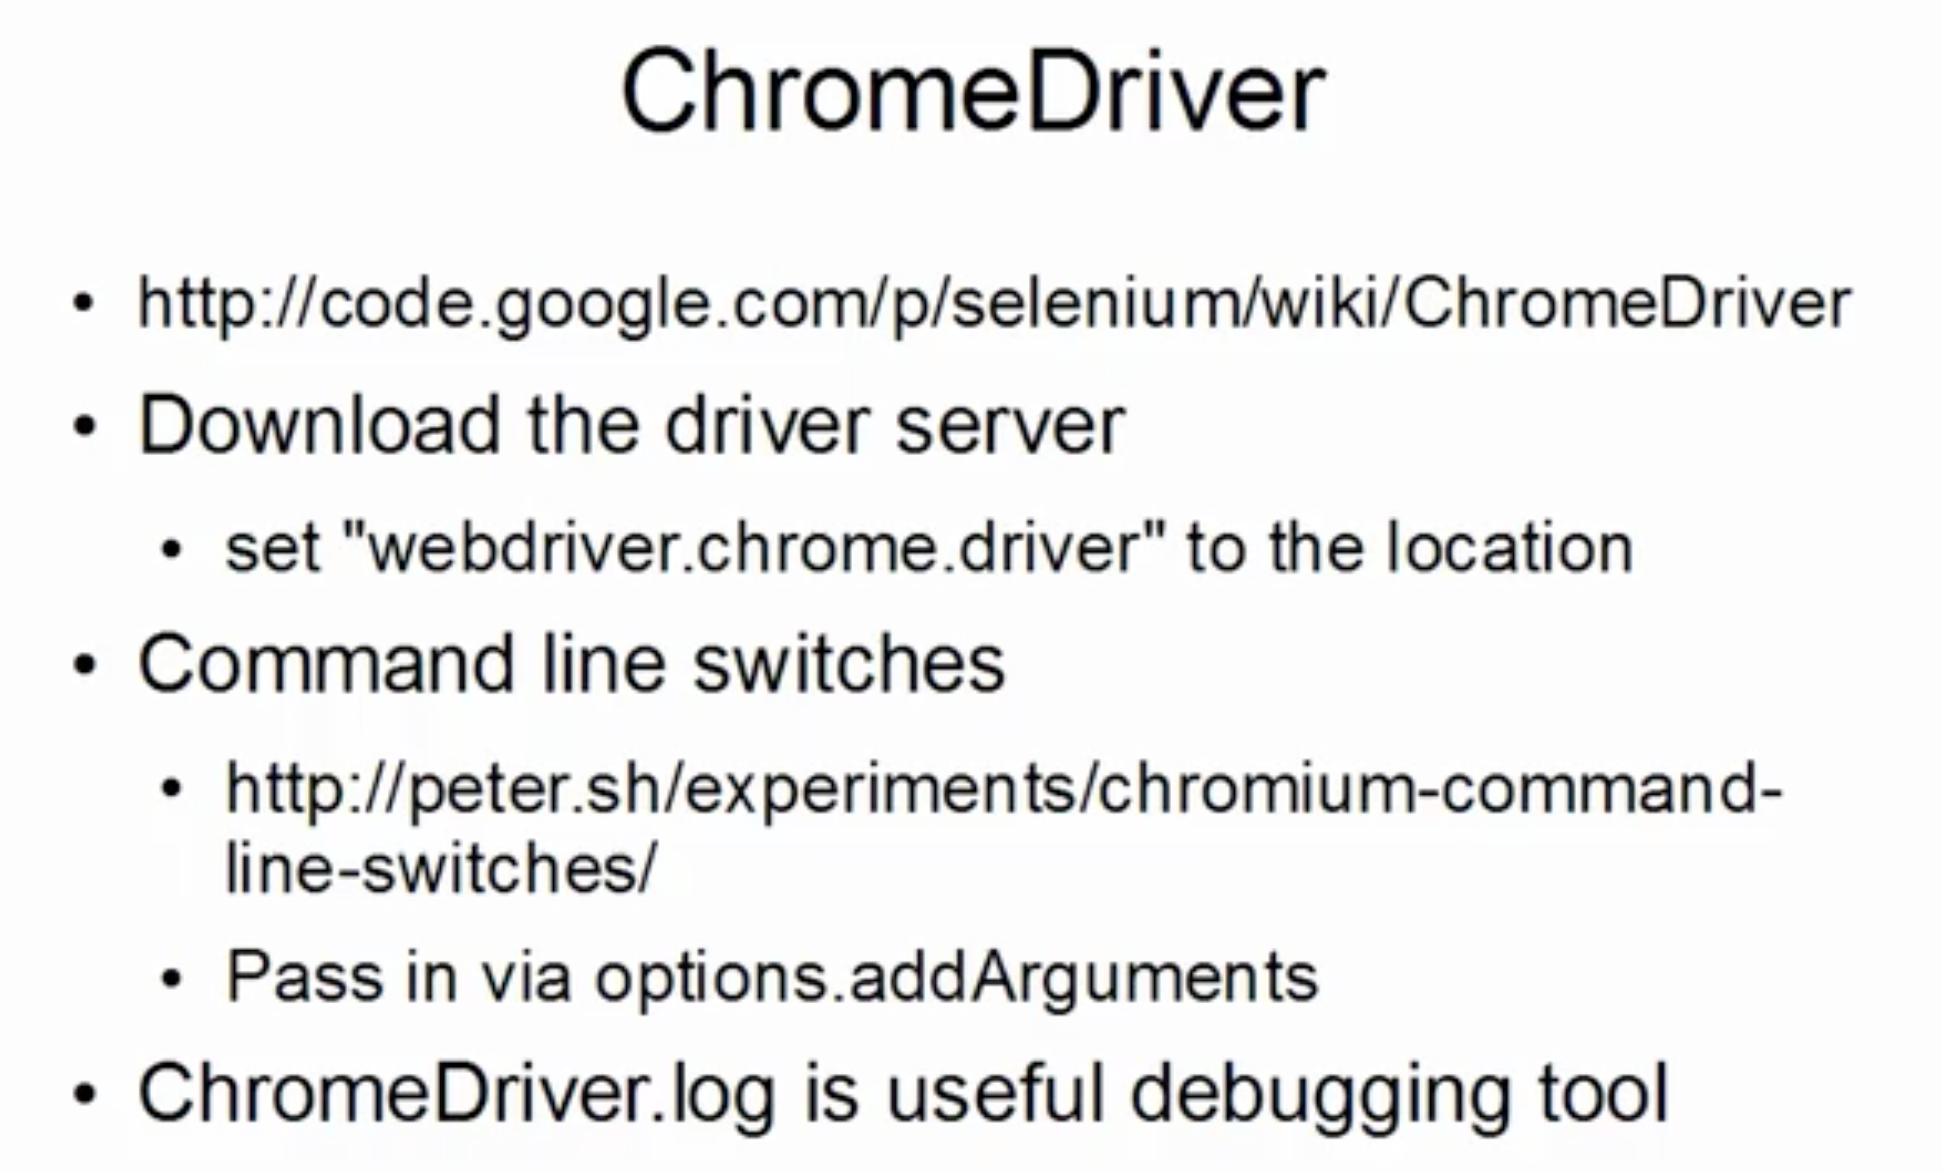 ChromeDriver
• http://code.google.com/p/selenium/wiki/ChromeDriver
• Download the driver server
• set "webdriver.chrome.driver" to the location
• Command line switches
• http://peter.sh/experiments/chromium-command-
line-switches/
• Pass in via options.addArguments
• ChromeDriver.log is useful debugging tool